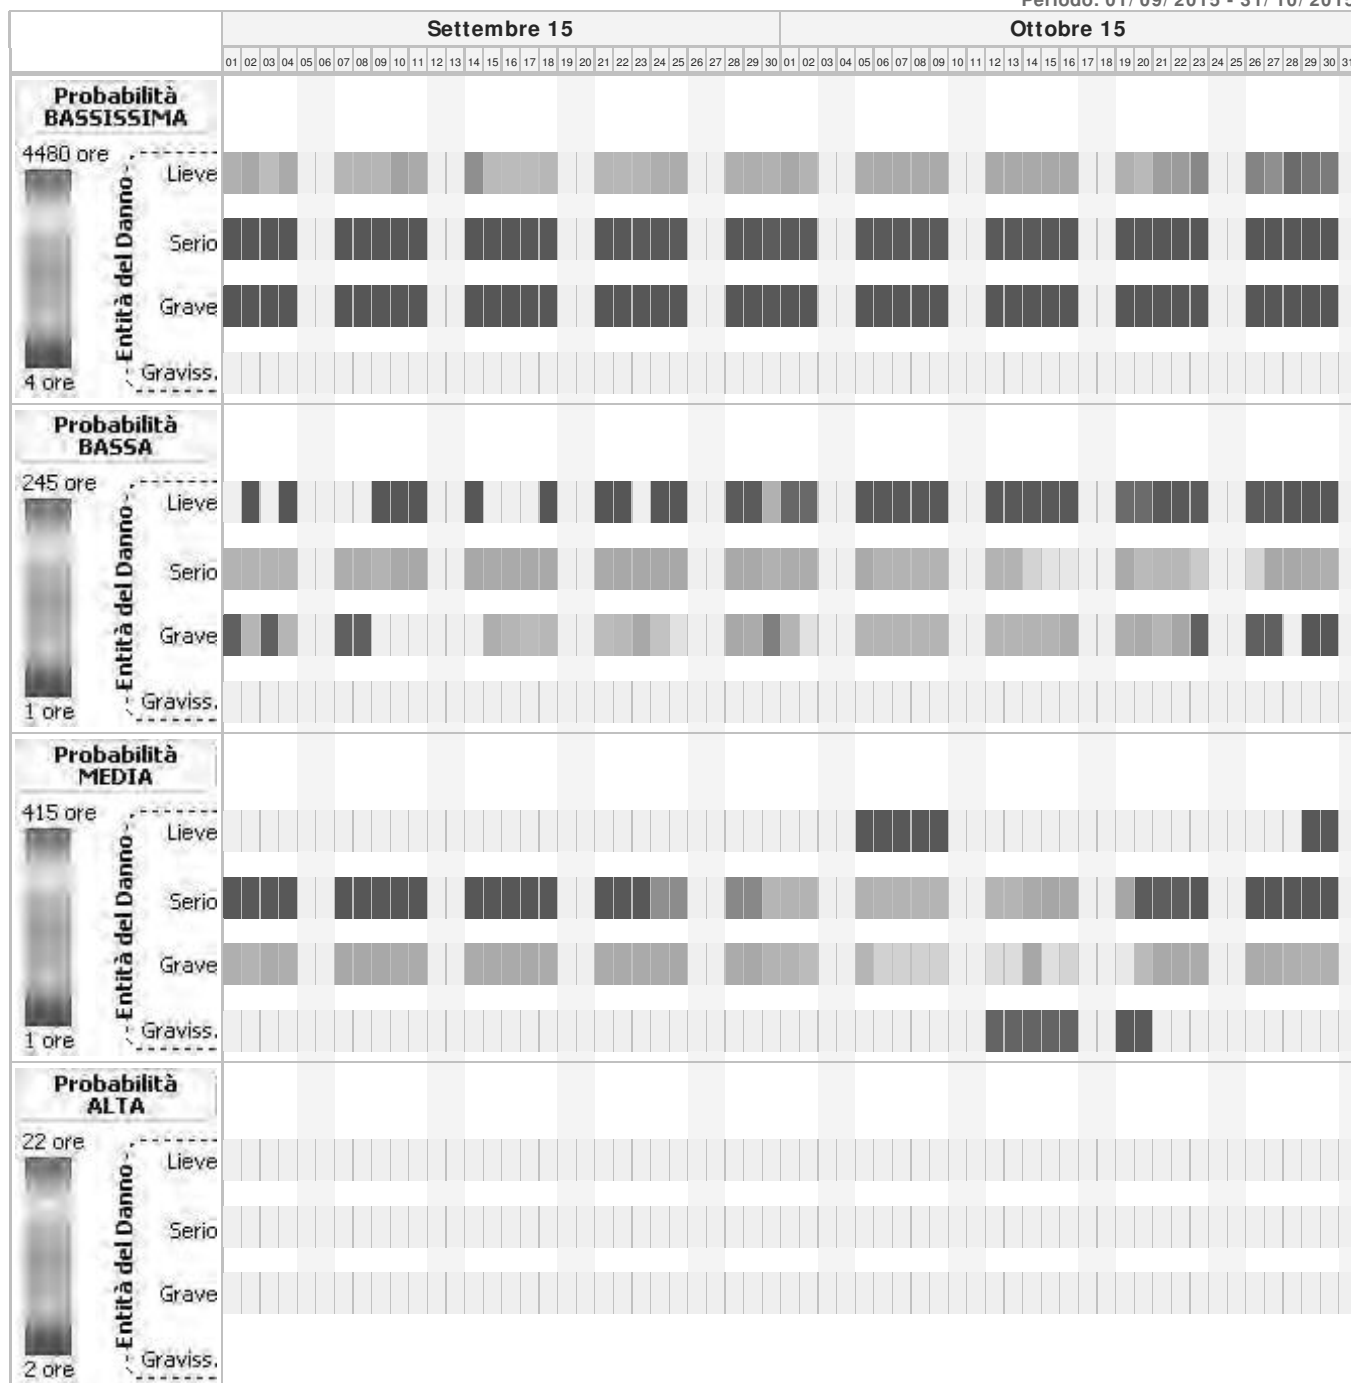 Periodo: 01/09/2015 - 31/10/2015
Settembre 15 Ottobre 15
01 02 03 04 05 06 07 08 09 10 11 12 13 14 15 16 17 18 19 20 21 22 23 24 25 26 27 28 29 30 01 02 03 04 05 06 07 08 09 10 11 12 13 14 15 16 17 18 19 20 21 22 23 24 25 26 27 28 29 30 31
Probabilità
BASSISSIMA
4480 ore
Entità del Danno
Lieve
Serio
Grave
Graviss.
4 ore
Probabilità
BASSA
245 ore
Entità del Danno
Lieve
Serio
Grave
Graviss.
1 ore
Probabilità
MEDIA
415 ore
Entità del Danno
Lieve
Serio
Grave
Graviss.
1 ore
Probabilità
ALTA
22 ore
Entità del Danno
Lieve
Serio
Grave
Graviss.
2 ore